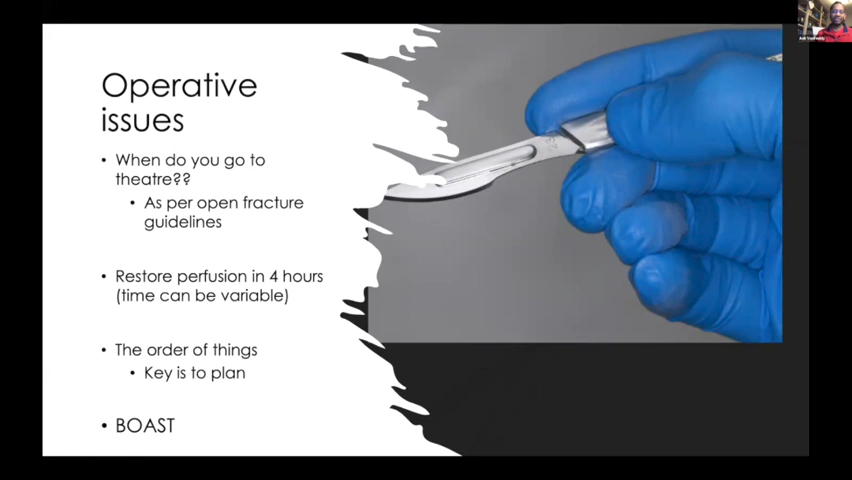 Operative
issues
• When do you go to
theatre??
• As per open fracture
guidelines
• Restore perfusion in 4 hours
(time can be variable)
• The order of things
• Key is to plan
• BOAST
23